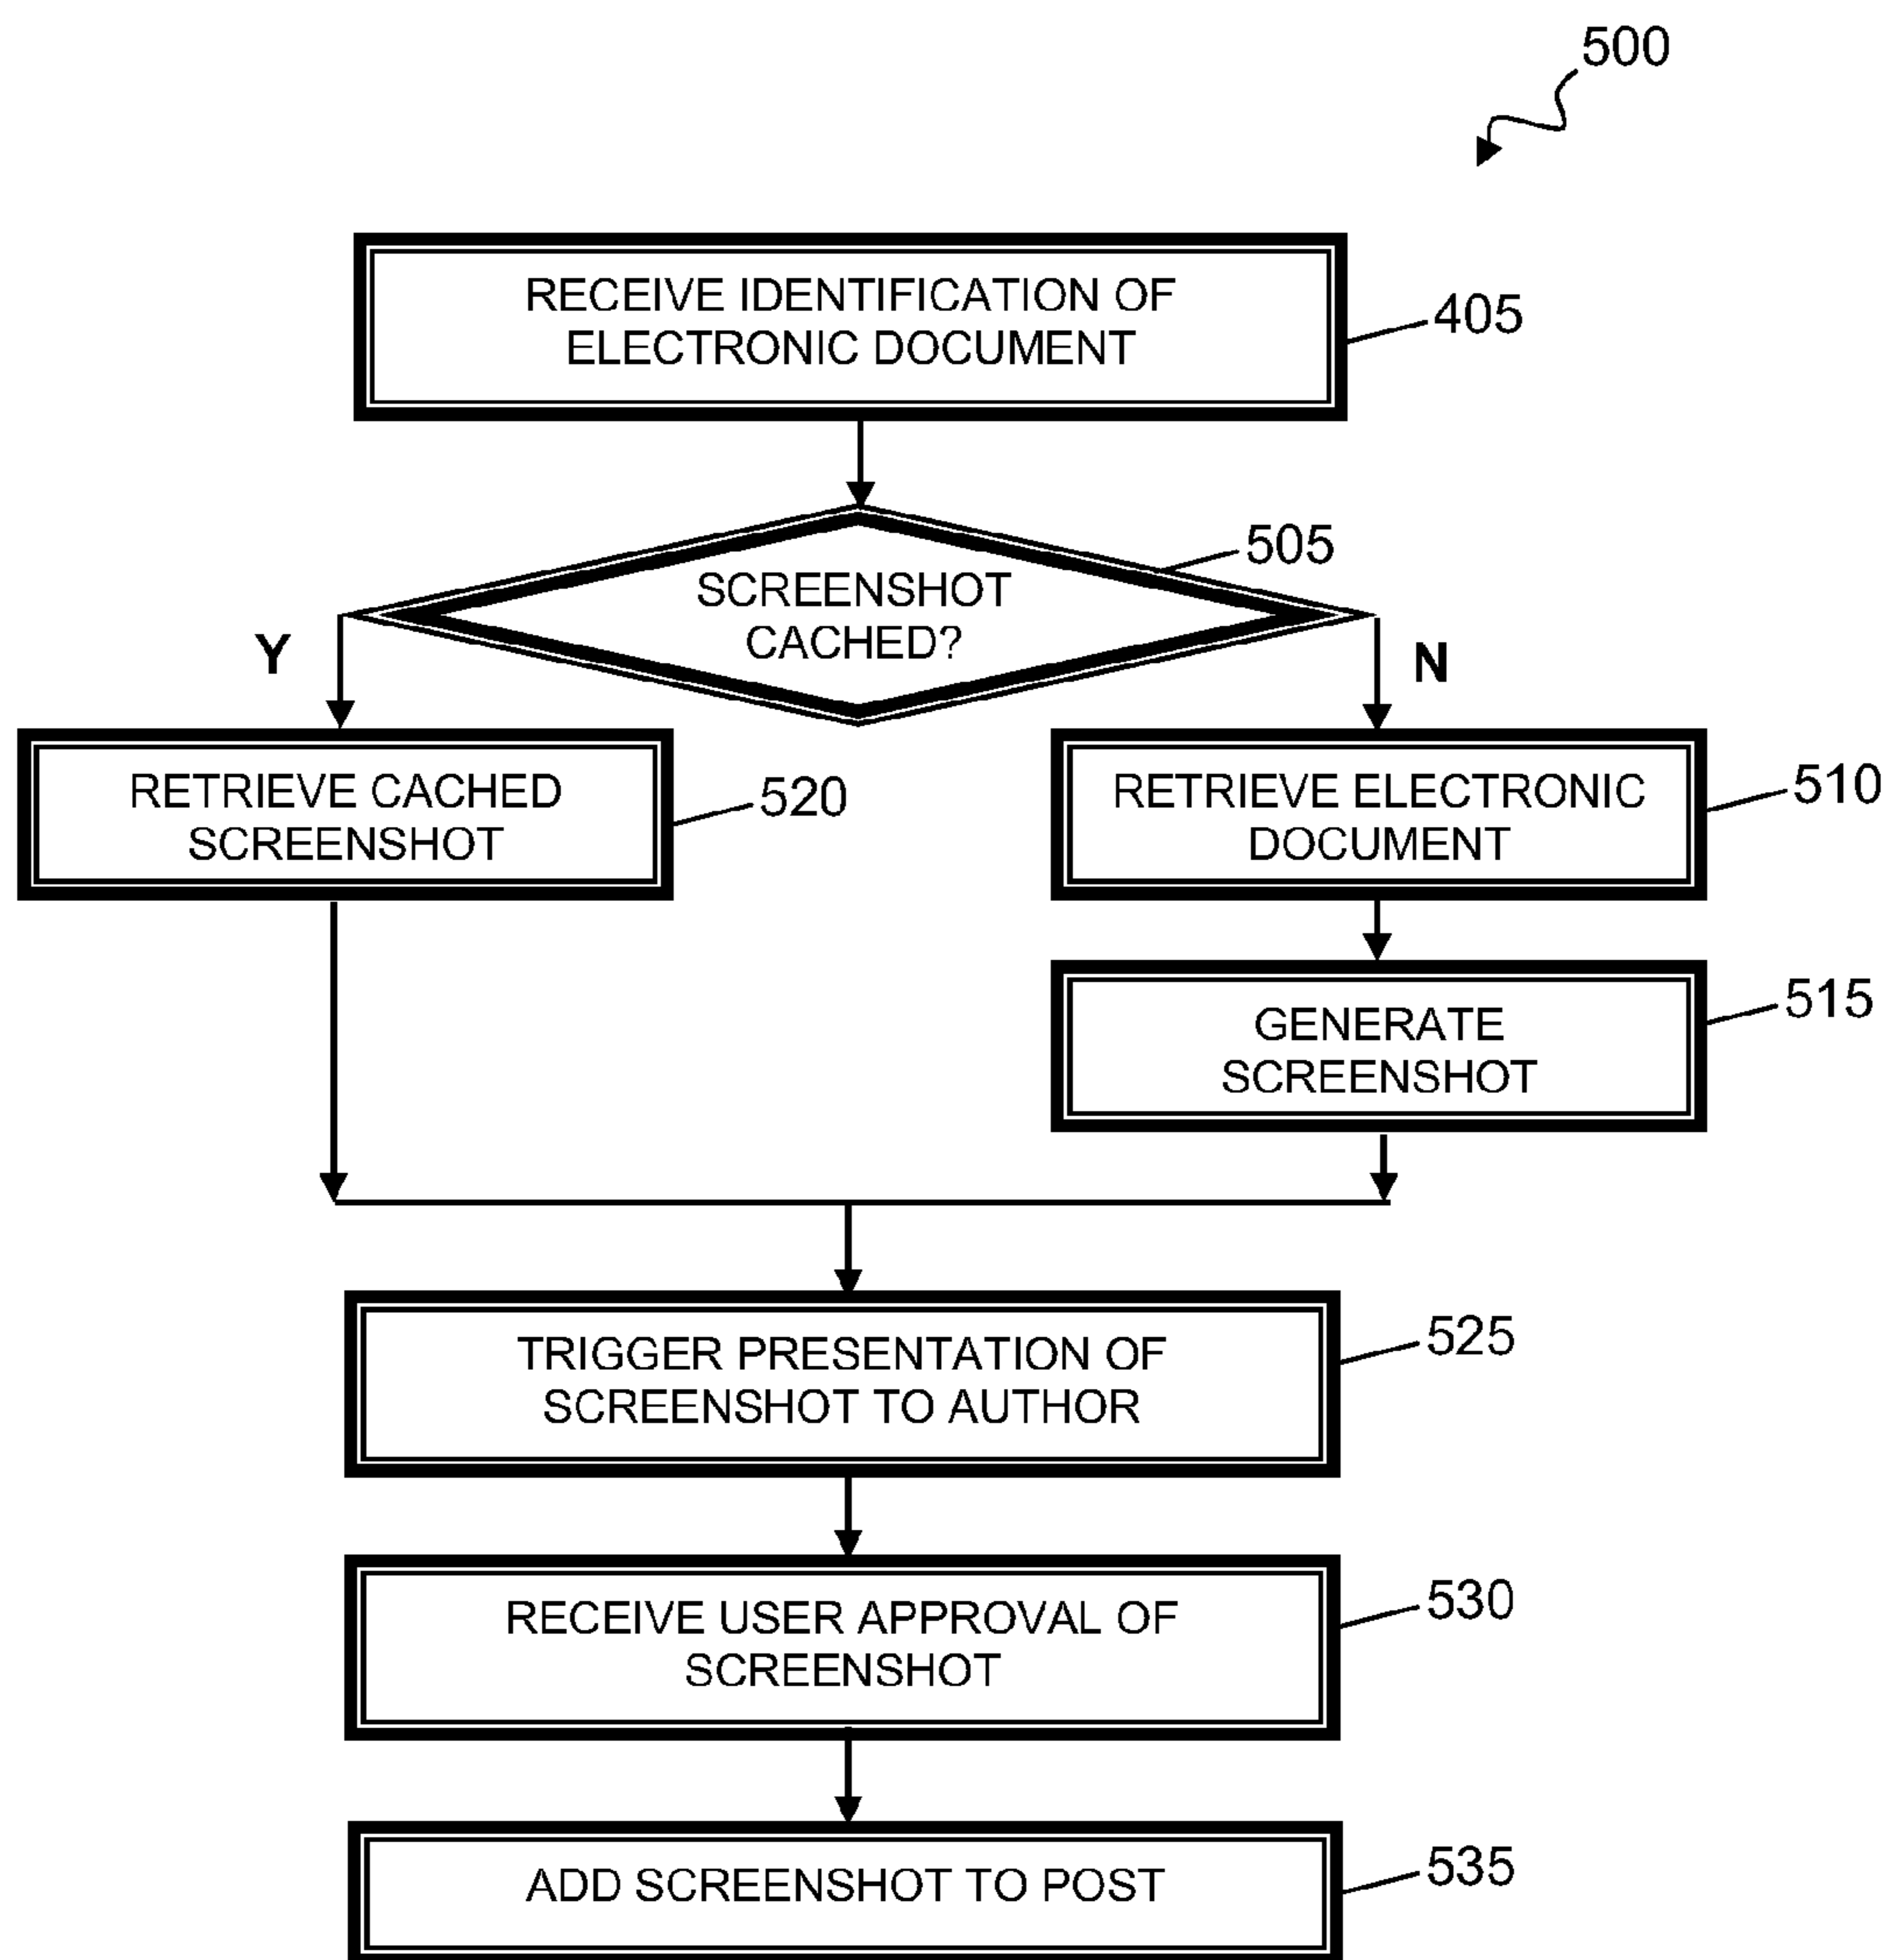 500
RECEIVE IDENTIFICATION OF
ELECTRONIC DOCUMENT
405
SCREENSHOT
CACHED?
505
Y
N
RETRIEVE CACHED
SCREENSHOT
520
RETRIEVE ELECTRONIC
DOCUMENT
510
GENERATE
SCREENSHOT
515
TRIGGER PRESENTATION OF
SCREENSHOT TO AUTHOR
525
RECEIVE USER APPROVAL OF
SCREENSHOT
530
ADD SCREENSHOT TO POST
535